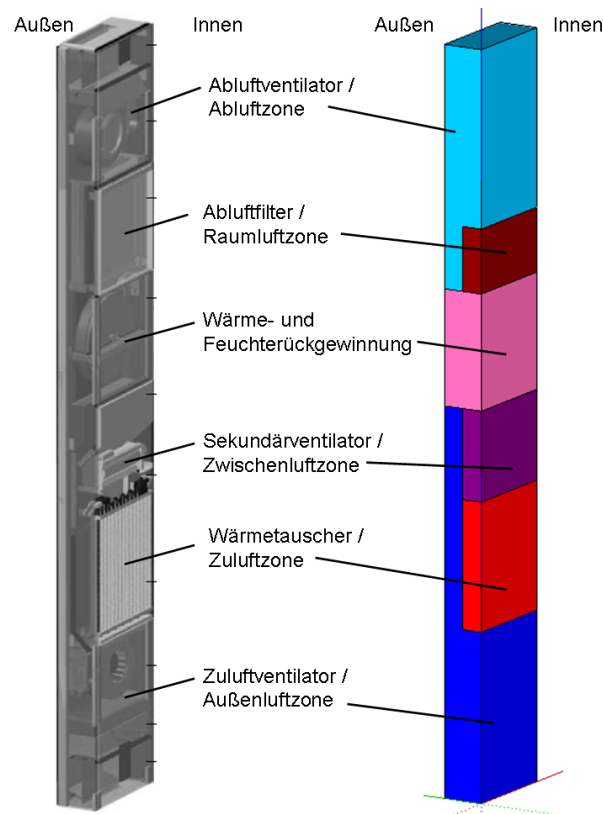 Außen
Innen
Außen
Innen
Abluftventilator /
Abluftzone
Abluftfilter /
Raumluftzone
Wärme- und
Feuchterückgewinnung
Sekundärventilator /
Zwischenluftzone
Wärmetauscher /
Zuluftzone
Zuluftventilator /
Außenluftzone